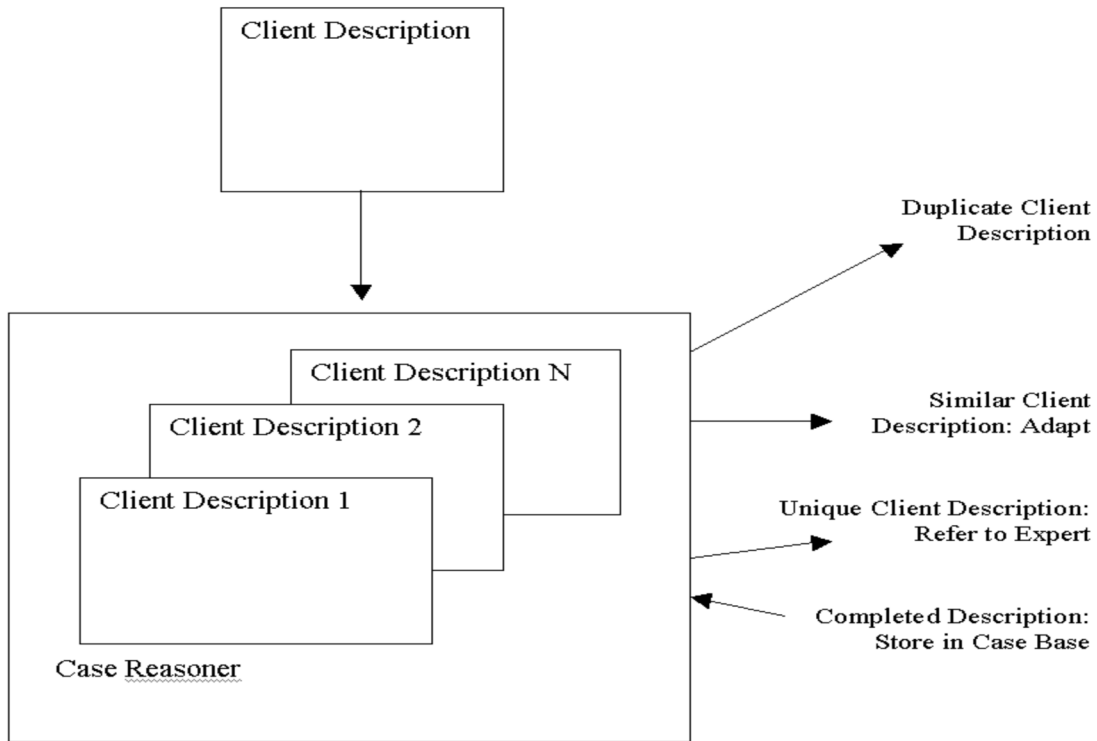 Client Description
Duplicate Client
Description
Client Description N
Client Description 2
Client Description 1
Similar Client
Description: Adapt
Unique Client Description:
Refer to Expert
Completed Description:
Store in Case Base
Case Reasoner